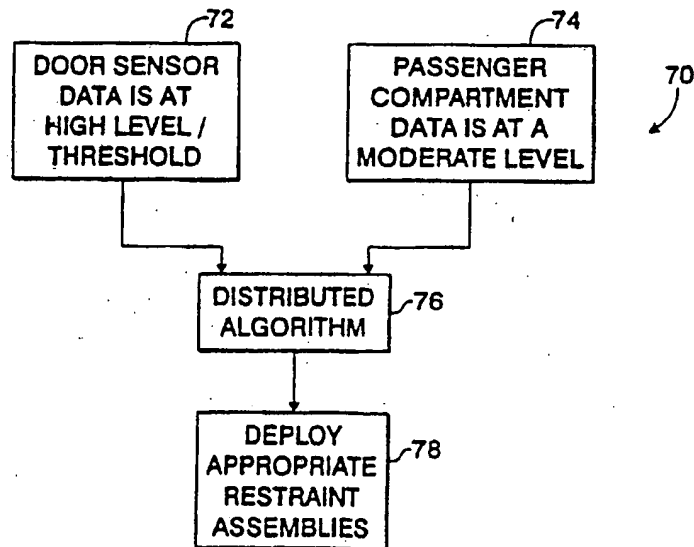 72
DOOR SENSOR
DATA IS AT
HIGH LEVEL /
THRESHOLD
74
PASSENGER
COMPARTMENT
DATA IS AT A
MODERATE LEVEL
70
DISTRIBUTED
ALGORITHM
76
DEPLOY
APPROPRIATE
RESTRAINT
ASSEMBLIES
78